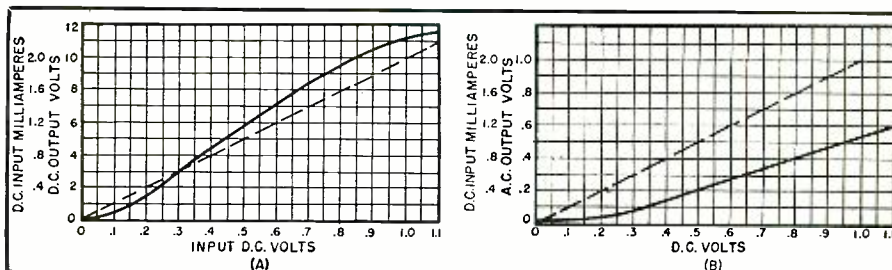 D.C. INPUT MILLIAMPERES
D.C. OUTPUT VOLTS
2.0
1.6
1.2
.8
.4
12
10
8
6
4
2
0
0 .1 .2 .3 .4 .5 .6 .7 .8 .9 1.0 1.1
INPUT D.C. VOLTS
(A)
D.C. INPUT MILLIAMPERES
A.C. OUTPUT VOLTS
2.0
1.6
1.2
.8
.4
1.0
.8
.6
.4
.2
0
0 .1 .2 .3 .4 .5 .6 .7 .8 .9 1.0 1.1
D.C. VOLTS
(B)